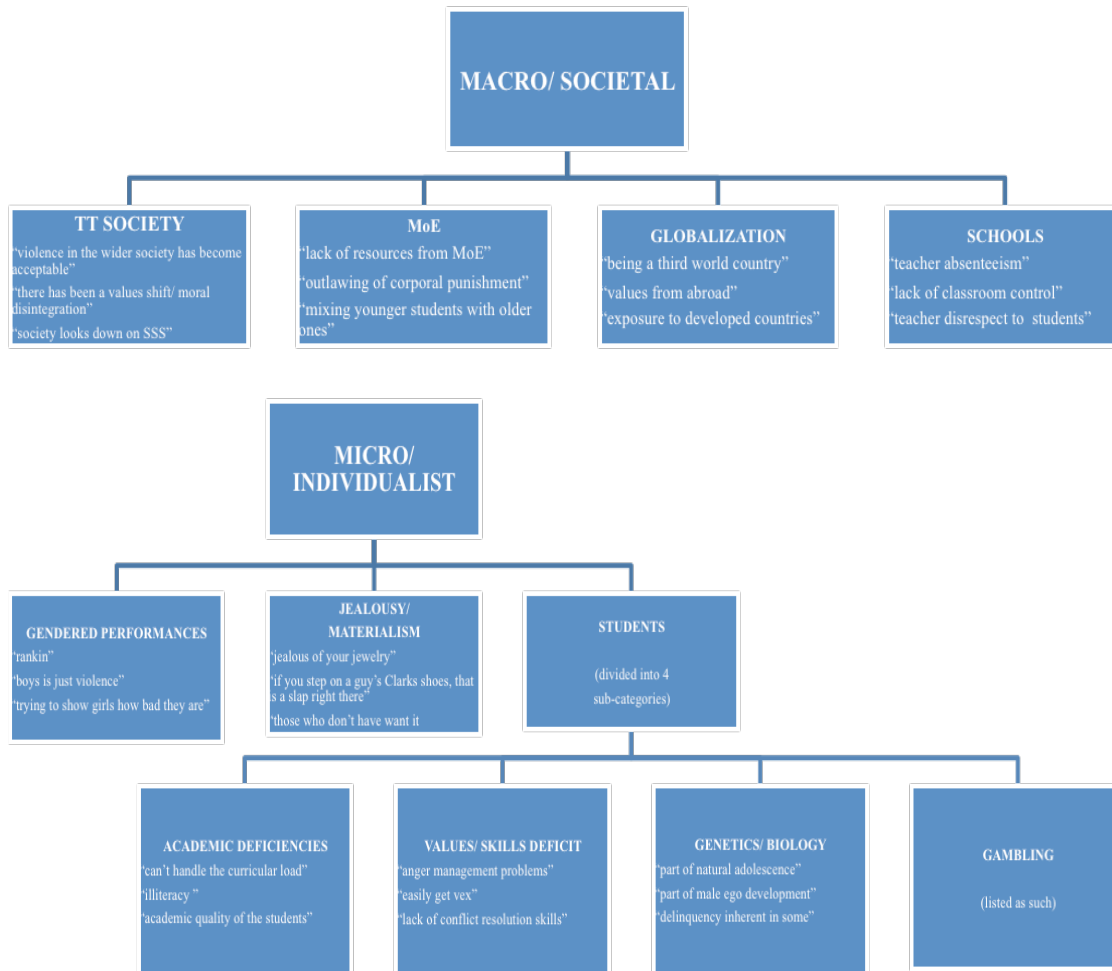 MACRO/ SOCIETAL
TT SOCIETY
“violence in the wider society has become
acceptable”
“there has been a values shift/ moral
disintegration”
“society looks down on SSS”
MoE
“lack of resources from MoE”
“outlawing of corporal punishment”
“mixing younger students with older
ones”
GLOBALIZATION
“being a third world country”
“values from abroad”
“exposure to developed countries”
SCHOOLS
“teacher absenteeism”
“lack of classroom control”
“teacher disrespect to students”
MICRO/
INDIVIDUALIST
GENDERED PERFORMANCES
“rankin”
“boys is just violence”
“trying to show girls how bad they are”
JEALOUSY/
MATERIALISM
“jealous of your jewelry”
“if you step on a guy’s Clarks shoes, that
is a slap right there”
“those who don’t have want it
STUDENTS
(divided into 4
sub-categories)
ACADEMIC DEFICIENCIES
“can’t handle the curricular load”
“illiteracy ”
“academic quality of the students”
VALUES/ SKILLS DEFICIT
“anger management problems”
“easily get vex”
“lack of conflict resolution skills”
GENETICS/ BIOLOGY
“part of natural adolescence”
“part of male ego development”
“delinquency inherent in some”
GAMBLING
(listed as such)